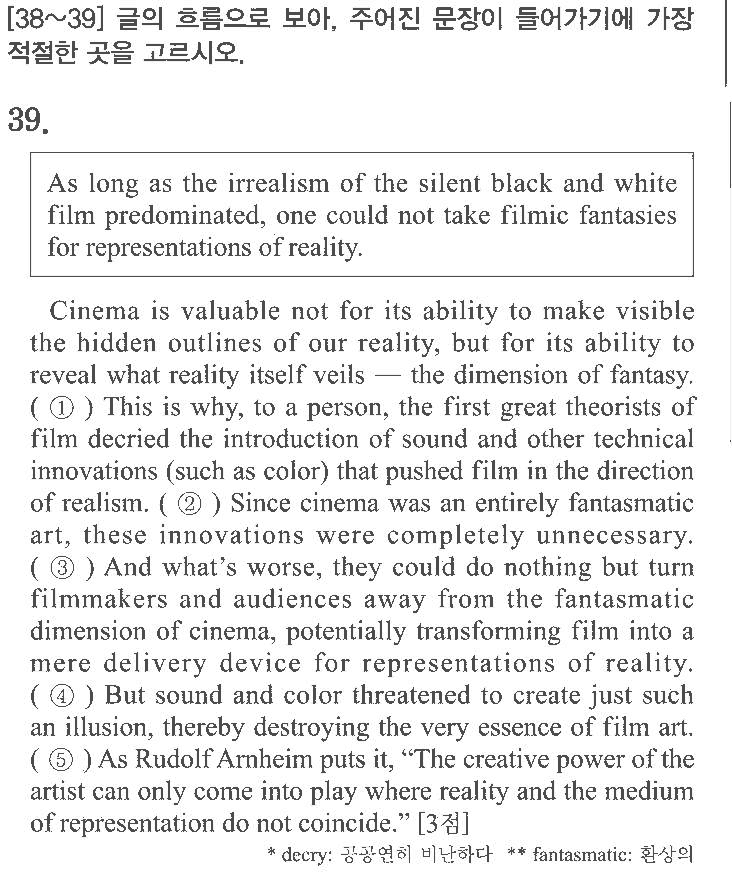 [38～39] 글의 흐름으로 보아, 주어진 문장이 들어가기에 가장
적절한 곳을 고르시오.
39.
As long as the irrealism of the silent black and white
film predominated, one could not take filmic fantasies
for representations of reality.
Cinema is valuable not for its ability to make visible
the hidden outlines of our reality, but for its ability to
reveal what reality itself veils — the dimension of fantasy.
( ① ) This is why, to a person, the first great theorists of
film decried the introduction of sound and other technical
innovations (such as color) that pushed film in the direction
of realism. ( ② ) Since cinema was an entirely fantasmatic
art, these innovations were completely unnecessary.
( ③ ) And what's worse, they could do nothing but turn
filmmakers and audiences away from the fantasmatic
dimension of cinema, potentially transforming film into a
mere delivery device for representations of reality.
( ④ ) But sound and color threatened to create just such
an illusion, thereby destroying the very essence of film art.
( ⑤ ) As Rudolf Arnheim puts it, “The creative power of the
artist can only come into play where reality and the medium
of representation do not coincide.” [3점]
* decry: 공공연히 비난하다 ** fantasmatic: 환상의